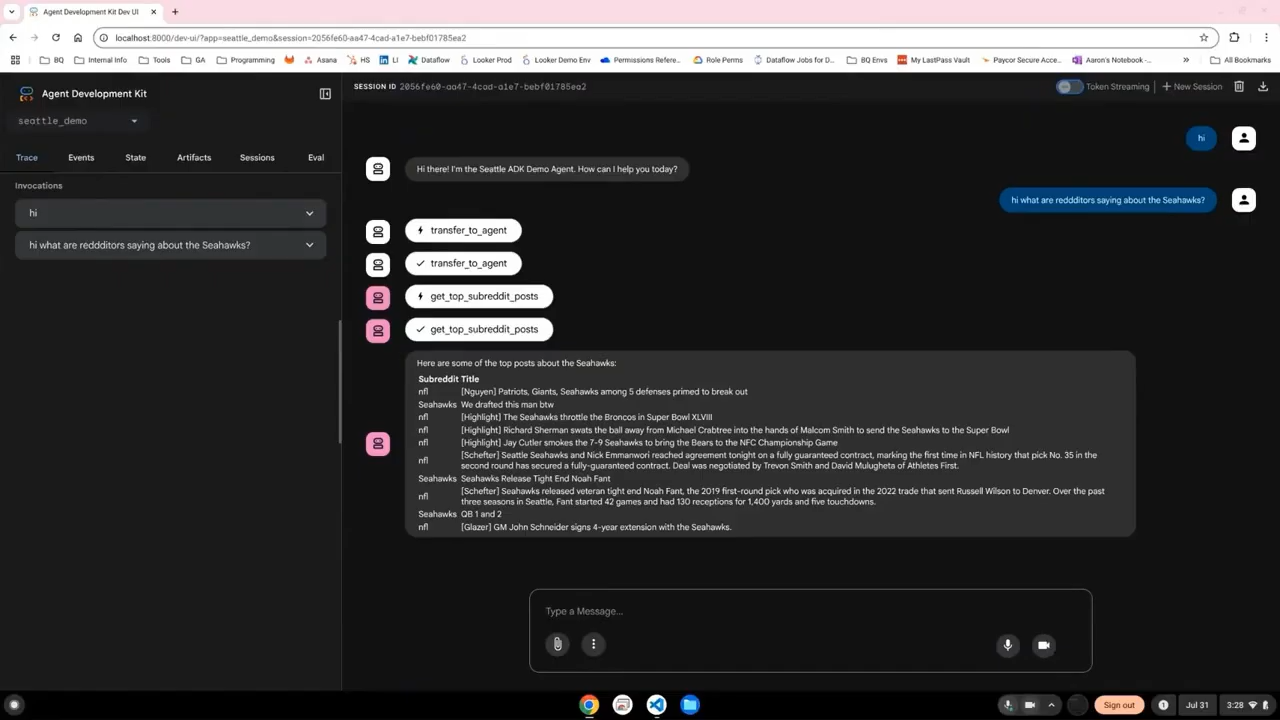 Agent Development Kit Dev UI
localhost:8000/dev-ui/?app=seattle_demo&session=2056fe60-aa47-4cad-a1e7-bebf01785ea2
BQ
Internal Info
Tools
GA
Programming
Asana
HS
LI
Dataflow
Looker Prod
Looker Demo Env
Permissions Refere...
Role Perms
Dataflow Jobs for D...
BQ Envs
My LastPass Vault
Paycor Secure Acce...
Aaron's Notebook -...
All Bookmarks
Agent Development Kit
seattle_demo
Trace
Events
State
Artifacts
Sessions
Eval
Invocations
hi
hi what are reddditors saying about the Seahawks?
SESSION ID 2056fe60-aa47-4cad-a1e7-bebf01785ea2
Token Streaming
+ New Session
hi
Hi there! I'm the Seattle ADK Demo Agent. How can I help you today?
hi what are reddditors saying about the Seahawks?
transfer_to_agent
transfer_to_agent
get_top_subreddit_posts
get_top_subreddit_posts
Here are some of the top posts about the Seahawks:
Subreddit Title
nfl [Nguyen] Patriots, Giants, Seahawks among 5 defenses primed to break out
Seahawks We drafted this man btw
nfl [Highlight] The Seahawks throttle the Broncos in Super Bowl XLVIII
nfl [Highlight] Richard Sherman swats the ball away from Michael Crabtree into the hands of Malcom Smith to send the Seahawks to the Super Bowl
nfl [Highlight] Jay Cutler smokes the 7-9 Seahawks to bring the Bears to the NFC Championship Game
nfl [Schefter] Seattle Seahawks and Nick Emmanwori reached agreement tonight on a fully guaranteed contract, marking the first time in NFL history that pick No. 35 in the
second round has secured a fully-guaranteed contract. Deal was negotiated by Trevon Smith and David Mulugheta of Athletes First.
Seahawks Seahawks Release Tight End Noah Fant
nfl [Schefter] Seahawks released veteran tight end Noah Fant, the 2019 first-round pick who was acquired in the 2022 trade that sent Russell Wilson to Denver. Over the past
three seasons in Seattle, Fant started 42 games and had 130 receptions for 1,400 yards and five touchdowns.
Seahawks QB 1 and 2
nfl [Glazer] GM John Schneider signs 4-year extension with the Seahawks.
Type a Message...
Sign out
1
Jul 31
3:28